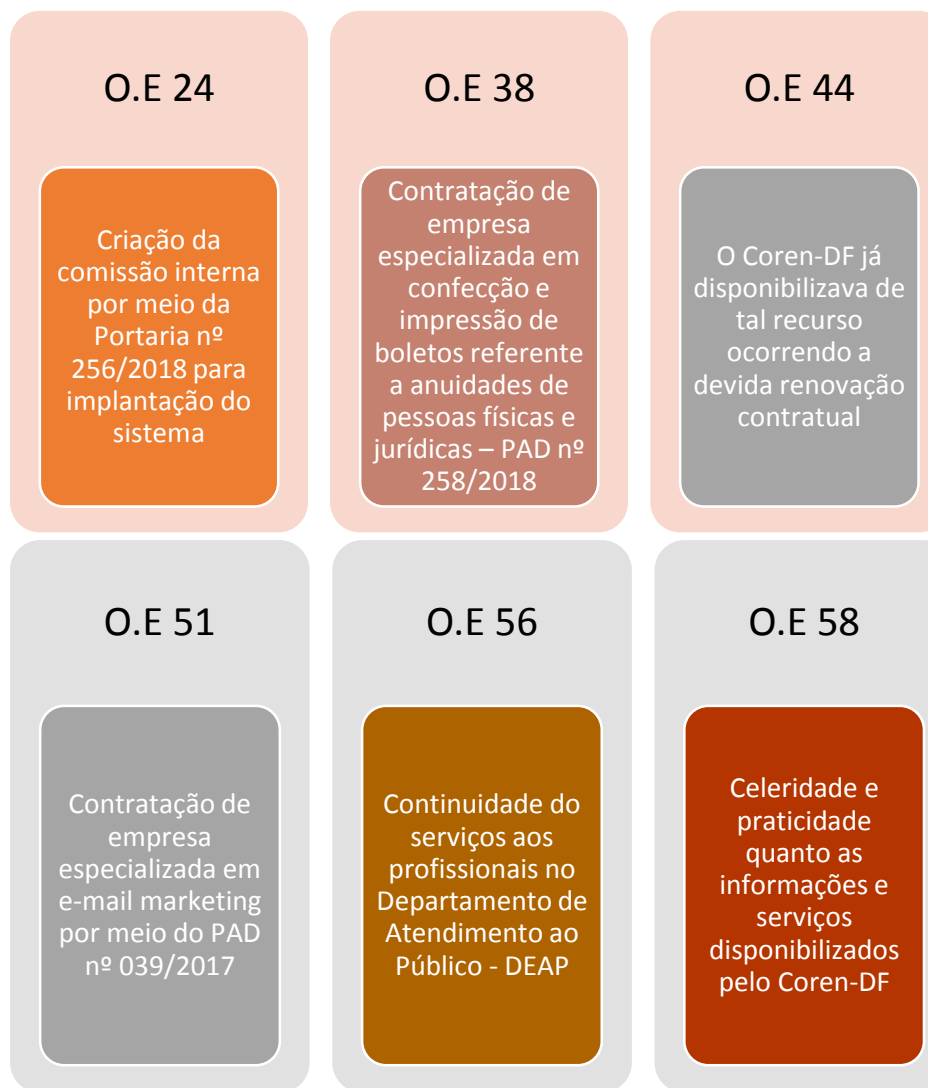 O.E 24
Criação da
comissão interna
por meio da
Portaria nº
256/2018 para
implantação do
sistema
O.E 38
Contratação de
empresa
especializada em
confecção e
impressão de
boletos referente
a anuidades de
pessoas físicas e
jurídicas – PAD nº
258/2018
O.E 44
O Coren-DF já
disponibilizava de
tal recurso
ocorrendo a
devida renovação
contratual
O.E 51
Contratação de
empresa
especializada em
e-mail marketing
por meio do PAD
nº 039/2017
O.E 56
Continuidade do
serviços aos
profissionais no
Departamento de
Atendimento ao
Público - DEAP
O.E 58
Celeridade e
praticidade
quanto as
informações e
serviços
disponibilizados
pelo Coren-DF